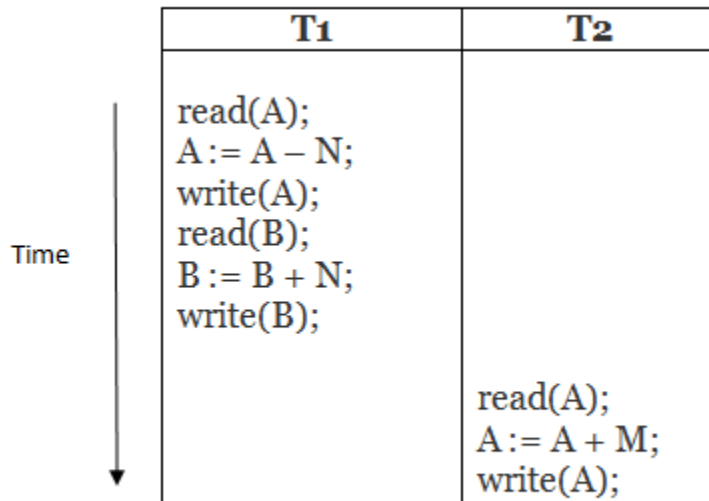 T1 T2
read(A);
A := A – N;
write(A);
read(B);
Time
B := B + N;
write(B);
read(A);
A := A + M;
write(A);